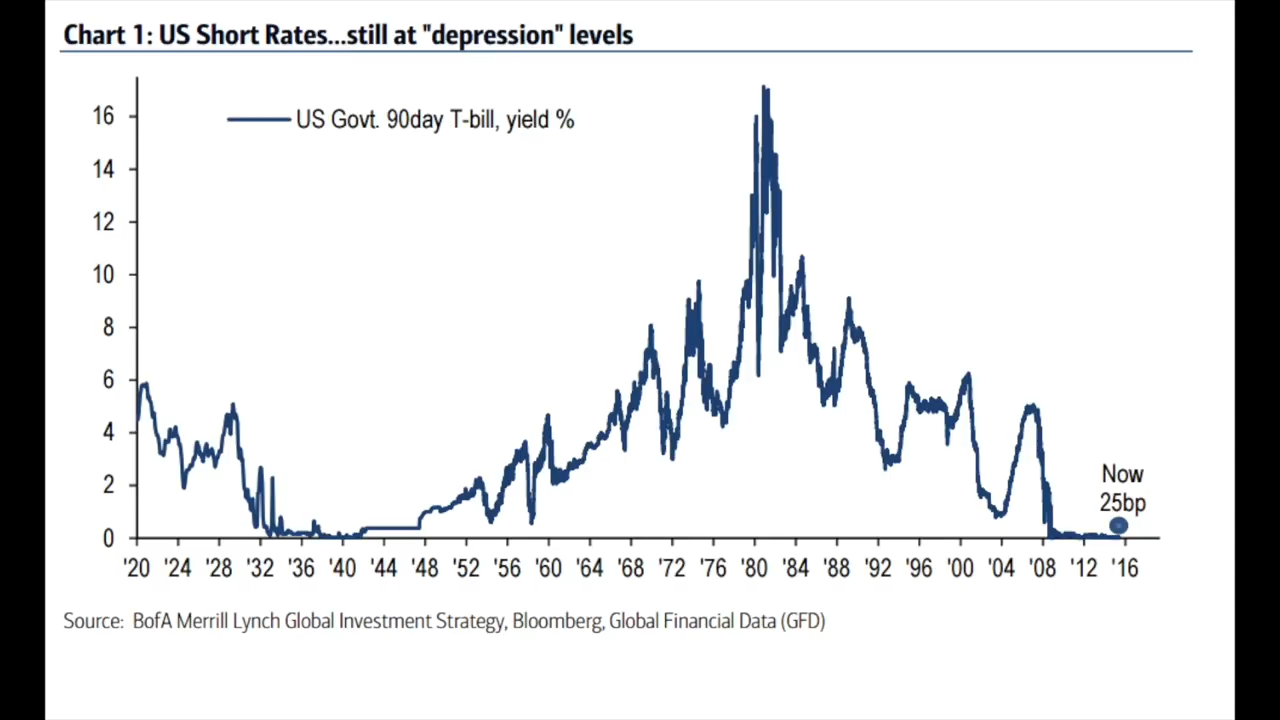 Chart 1: US Short Rates...still at "depression" levels
US Govt. 90day T-bill, yield %
16
14
12
10
8
6
4
2
0
Now
25bp
'20 '24 '28 '32 '36 '40 '44 '48 '52 '56 '60 '64 '68 '72 '76 '80 '84 '88 '92 '96 '00 '04 '08 '12 '16
Source: BofA Merrill Lynch Global Investment Strategy, Bloomberg, Global Financial Data (GFD)